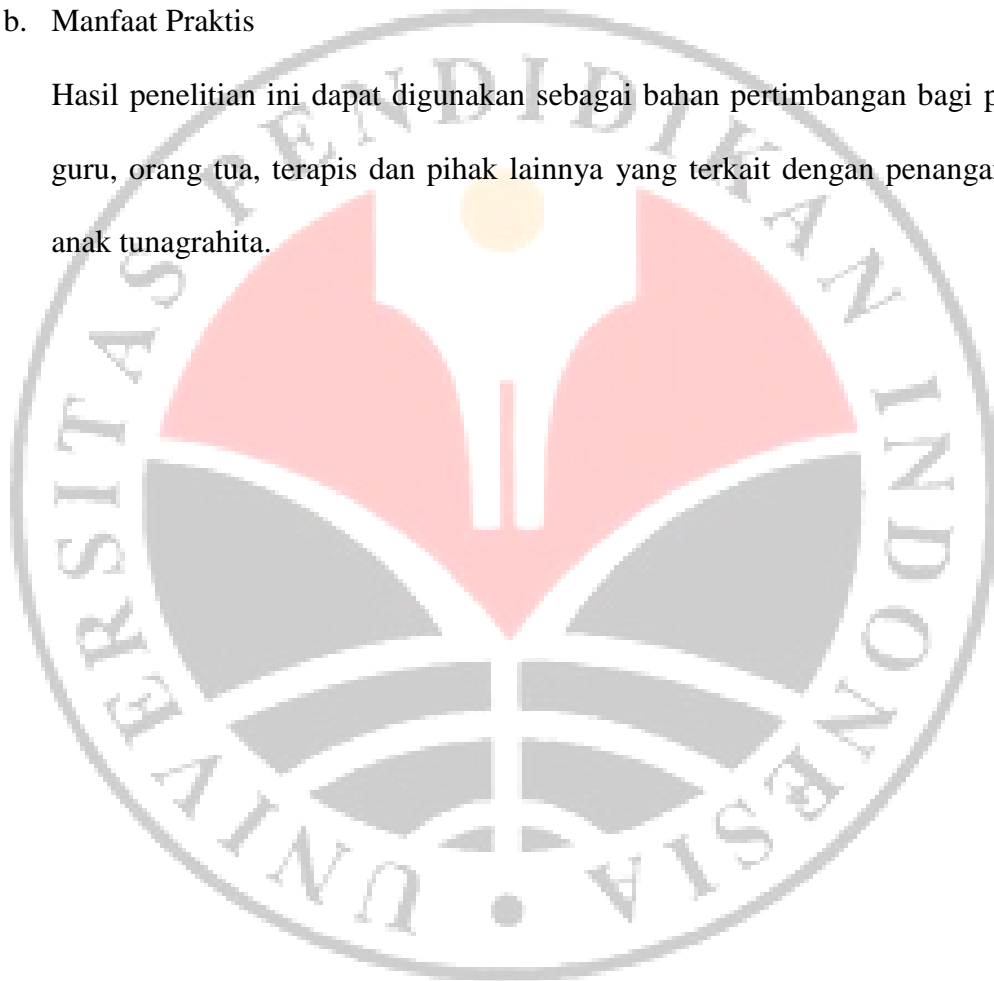 b. Manfaat Praktis
Hasil penelitian ini dapat digunakan sebagai bahan pertimbangan bagi p
guru, orang tua, terapis dan pihak lainnya yang terkait dengan penanga
anak tunagrahita.
UNIVERSITAS PENDIDIKAN INDONESIA